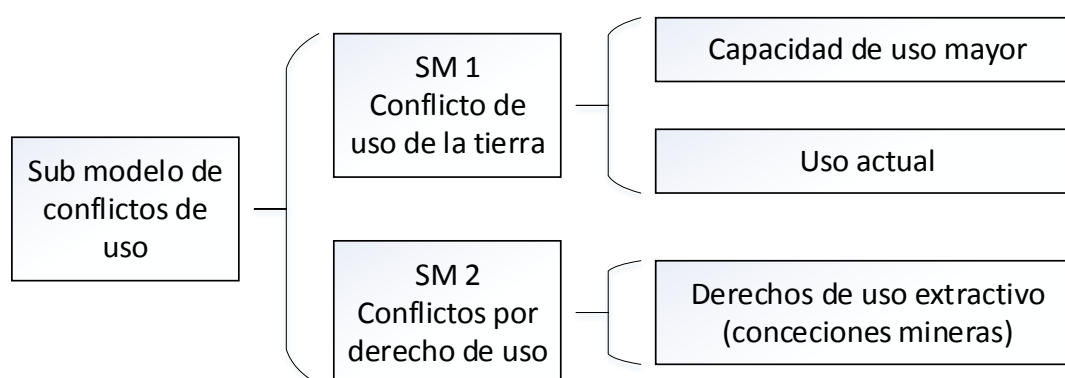 Sub modelo de
conflictos de
uso
SM 1
Conflicto de
uso de la tierra
Capacidad de uso mayor
Uso actual
SM 2
Conflictos por
derecho de uso
Derechos de uso extractivo
(conceciones mineras)